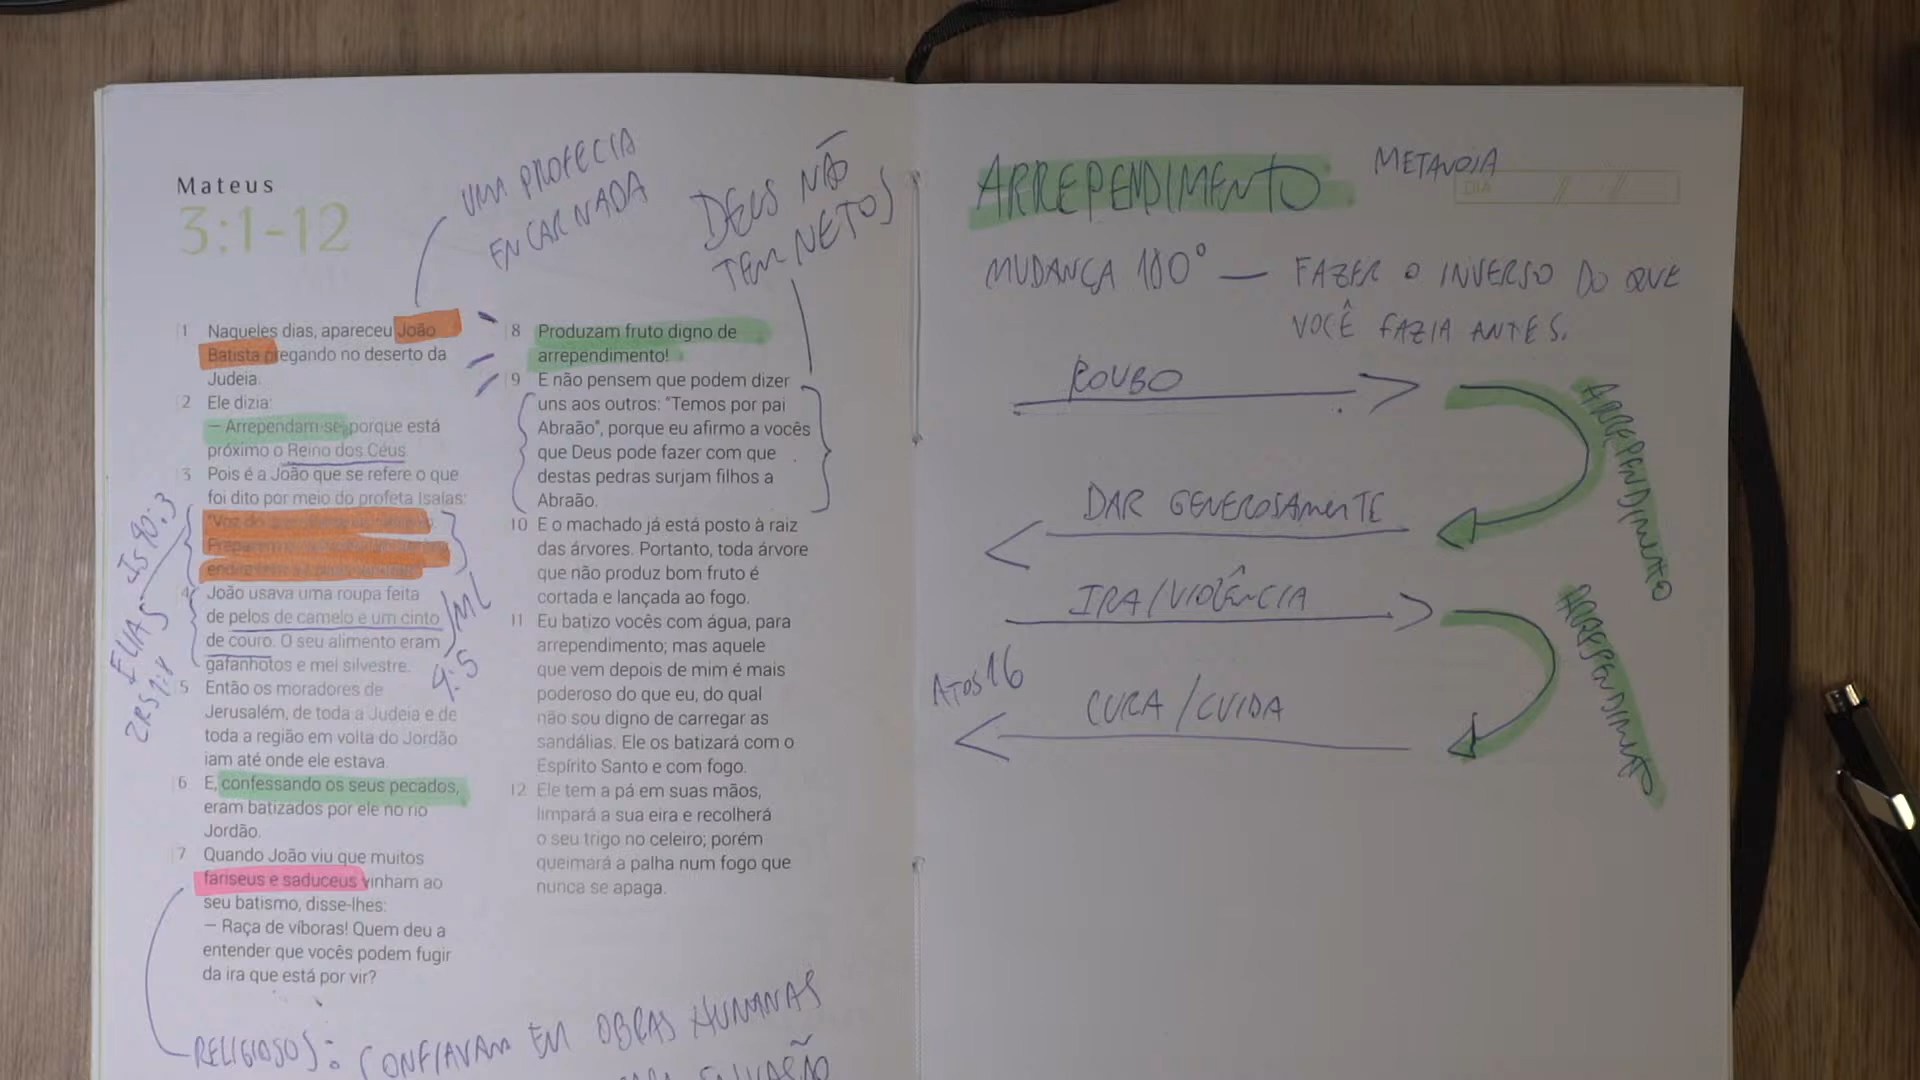 Mateus
3:1-12
UMA PROFECIA
ENCARNADA
DEUS NÃO
TEM NETOS
1 Naqueles dias, apareceu João
Batista pregando no deserto da
Judeia.
2 Ele dizia:
– Arrependam-se, porque está
próximo o Reino dos Céus.
3 Pois é a João que se refere o que
foi dito por meio do profeta Isaías:
"Voz do
Preparem
4 João usava uma roupa feita
de pelos de camelo e um cinto
de couro. O seu alimento eram
gafanhotos e mel silvestre.
5 Então os moradores de
Jerusalém, de toda a Judeia e de
toda a região em volta do Jordão
iam até onde ele estava.
6 E, confessando os seus pecados,
eram batizados por ele no rio
Jordão.
7 Quando João viu que muitos
fariseus e saduceus vinham ao
seu batismo, disse-lhes:
– Raça de víboras! Quem deu a
entender que vocês podem fugir
da ira que está por vir?
IS 40:3
ELIAS
2RS 1:8
ML
4:5
8 Produzam fruto digno de
arrependimento!
9 E não pensem que podem dizer
uns aos outros: "Temos por pai
Abraão", porque eu afirmo a vocês
que Deus pode fazer com que
destas pedras surjam filhos a
Abraão.
10 E o machado já está posto à raiz
das árvores. Portanto, toda árvore
que não produz bom fruto é
cortada e lançada ao fogo.
11 Eu batizo vocês com água, para
arrependimento; mas aquele
que vem depois de mim é mais
poderoso do que eu, do qual
não sou digno de carregar as
sandálias. Ele os batizará com o
Espírito Santo e com fogo.
12 Ele tem a pá em suas mãos,
limpará a sua eira e recolherá
o seu trigo no celeiro; porém
queimará a palha num fogo que
nunca se apaga.
RELIGIOSOS: CONFIAVAM EM OBRAS HUMANAS
PARA SALVAÇÃO
ARREPENDIMENTO
METANOIA
DIA / /
MUDANÇA 180° — FAZER O INVERSO DO QUE
VOCÊ FAZIA ANTES.
ROUBO
ARREPENDIMENTO
DAR GENEROSAMENTE
IRA/VIOLÊNCIA
ARREPENDIMENTO
ATOS 16
CURA/CUIDA